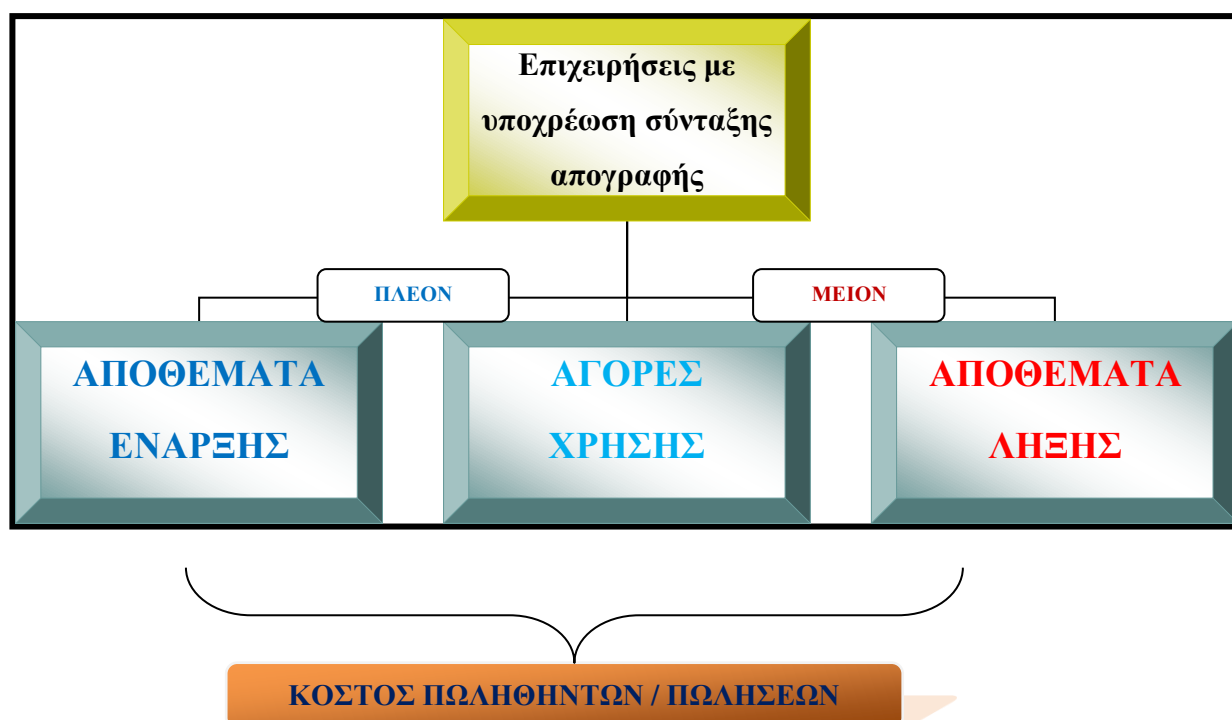 Επιχειρήσεις με
υποχρέωση σύνταξης
απογραφής
ΠΛΕΟΝ
ΜΕΙΟΝ
ΑΠΟΘΕΜΑΤΑ
ΕΝΑΡΞΗΣ
ΑΓΟΡΕΣ
ΧΡΗΣΗΣ
ΑΠΟΘΕΜΑΤΑ
ΛΗΞΗΣ
ΚΟΣΤΟΣ ΠΩΛΗΘΗΝΤΩΝ / ΠΩΛΗΣΕΩΝ